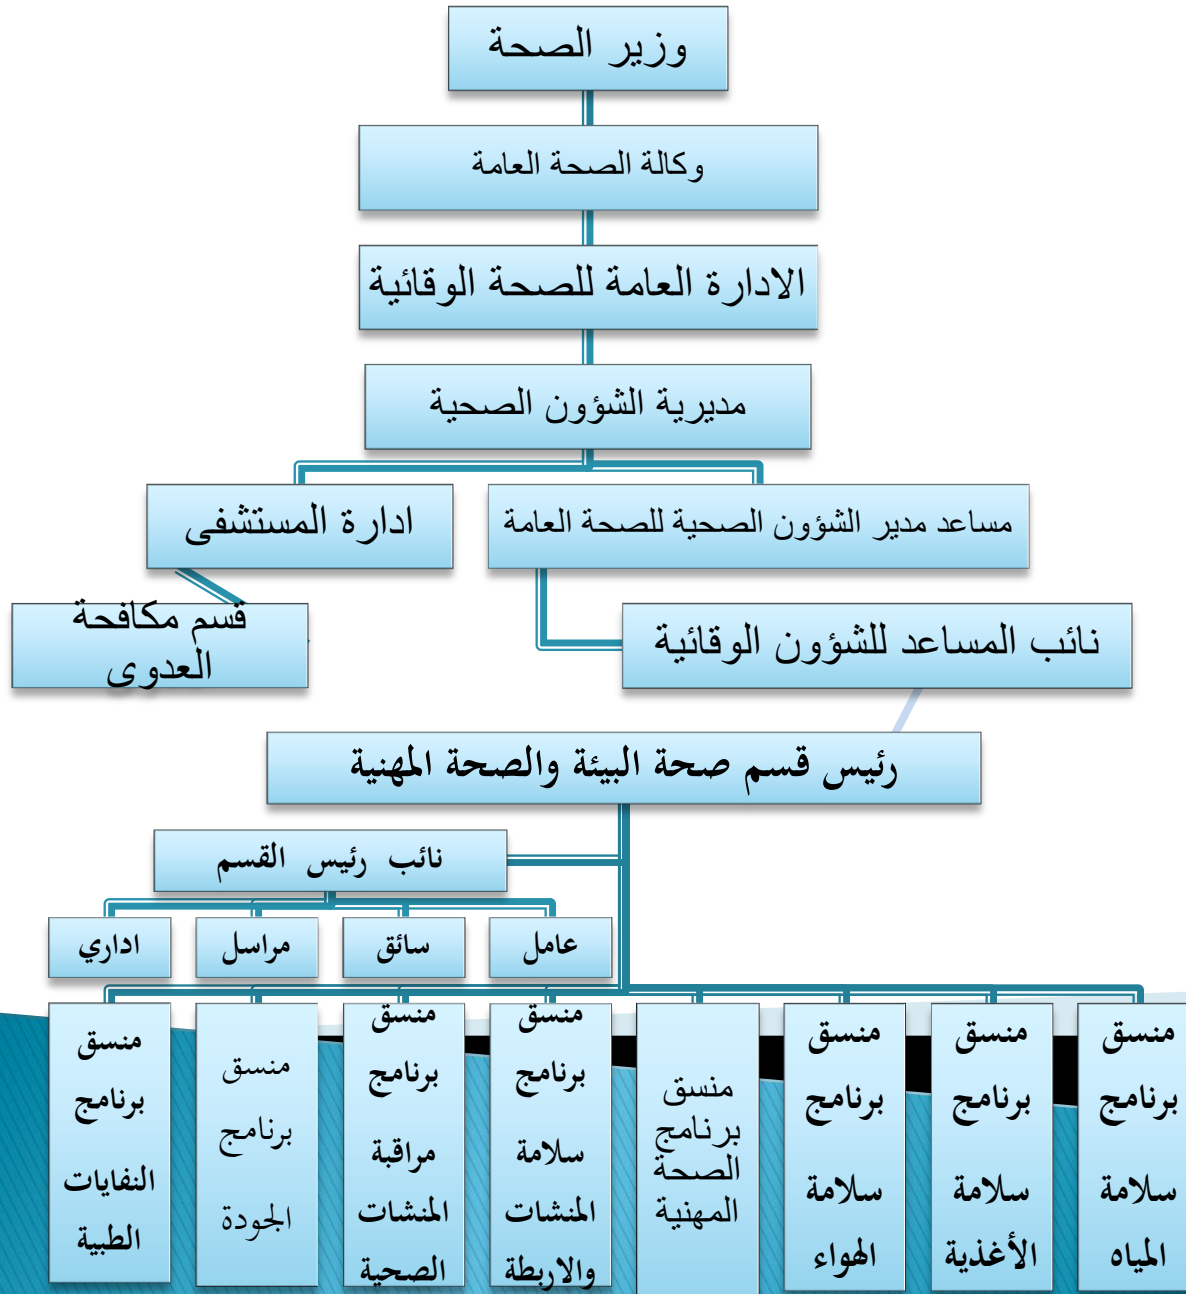 وزير الصحة
وكالة الصحة العامة
الادارة العامة للصحة الوقائية
مديرية الشؤون الصحية
مساعد مدير الشؤون الصحية للصحة العامة
ادارة المستشفى
نائب المساعد للشؤون الوقائية
قسم مكافحة
العدوى
رئيس قسم صحة البيئة والصحة المهنية
نائب رئيس القسم
عامل
سائق
مراسل
اداري
منسق
برنامج
سلامة
المياه
منسق
برنامج
سلامة
الأغذية
منسق
برنامج
سلامة
الهواء
منسق
برنامج
الصحة
المهنية
منسق
برنامج
سلامة
المنشات
والاربطة
منسق
برنامج
مراقبة
المنشات
الصحية
منسق
برنامج
الجودة
منسق
برنامج
النفايات
الطبية